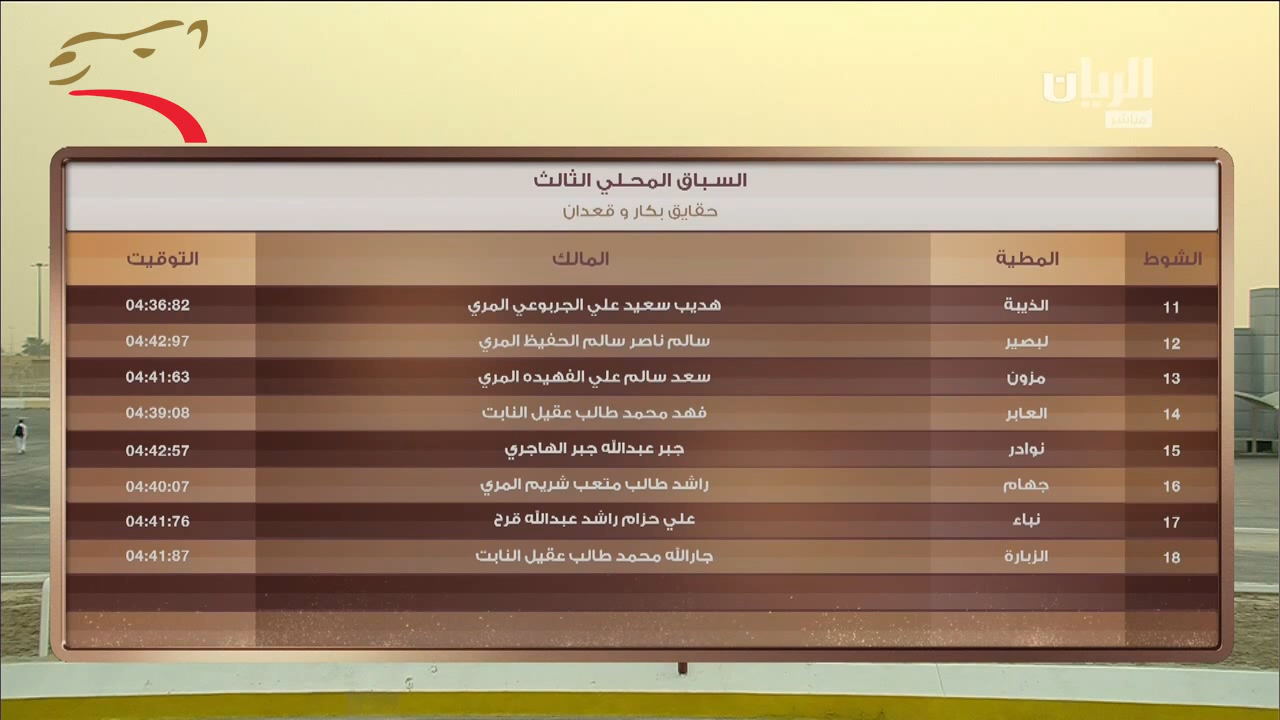 الريان
مباشر
السباق المحلي الثالث
حقايق بكار و قعدان
الشوط المطية المالك التوقيت
11 الذيبة هديب سعيد علي الجربوعي المري 04:36:82
12 لبصير سالم ناصر سالم الحفيظ المري 04:42:97
13 مزون سعد سالم علي الفهيده المري 04:41:63
14 العابر فهد محمد طالب عقيل النابت 04:39:08
15 نوادر جبر عبدالله جبر الهاجري 04:42:57
16 جهام راشد طالب متعب شريم المري 04:40:07
17 نباء علي حزام راشد عبدالله قرح 04:41:76
18 الزبارة جارالله محمد طالب عقيل النابت 04:41:87